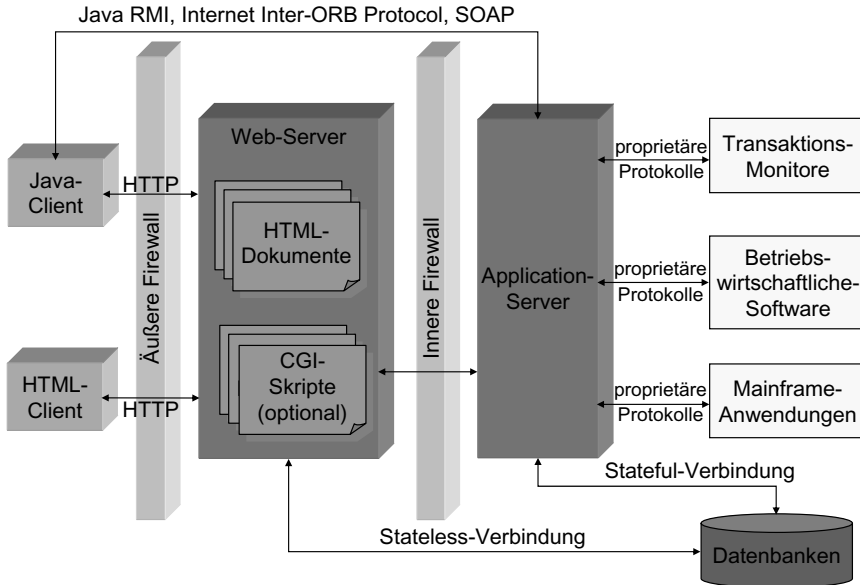 Java RMI, Internet Inter-ORB Protocol, SOAP
Java-
Client
HTTP
HTML-
Client
HTTP
Äußere Firewall
Web-Server
HTML-
Dokumente
CGI-
Skripte
(optional)
Innere Firewall
Application-
Server
proprietäre
Protokolle
Transaktions-
Monitore
proprietäre
Protokolle
Betriebs-
wirtschaftliche-
Software
proprietäre
Protokolle
Mainframe-
Anwendungen
Stateful-Verbindung
Stateless-Verbindung
Datenbanken